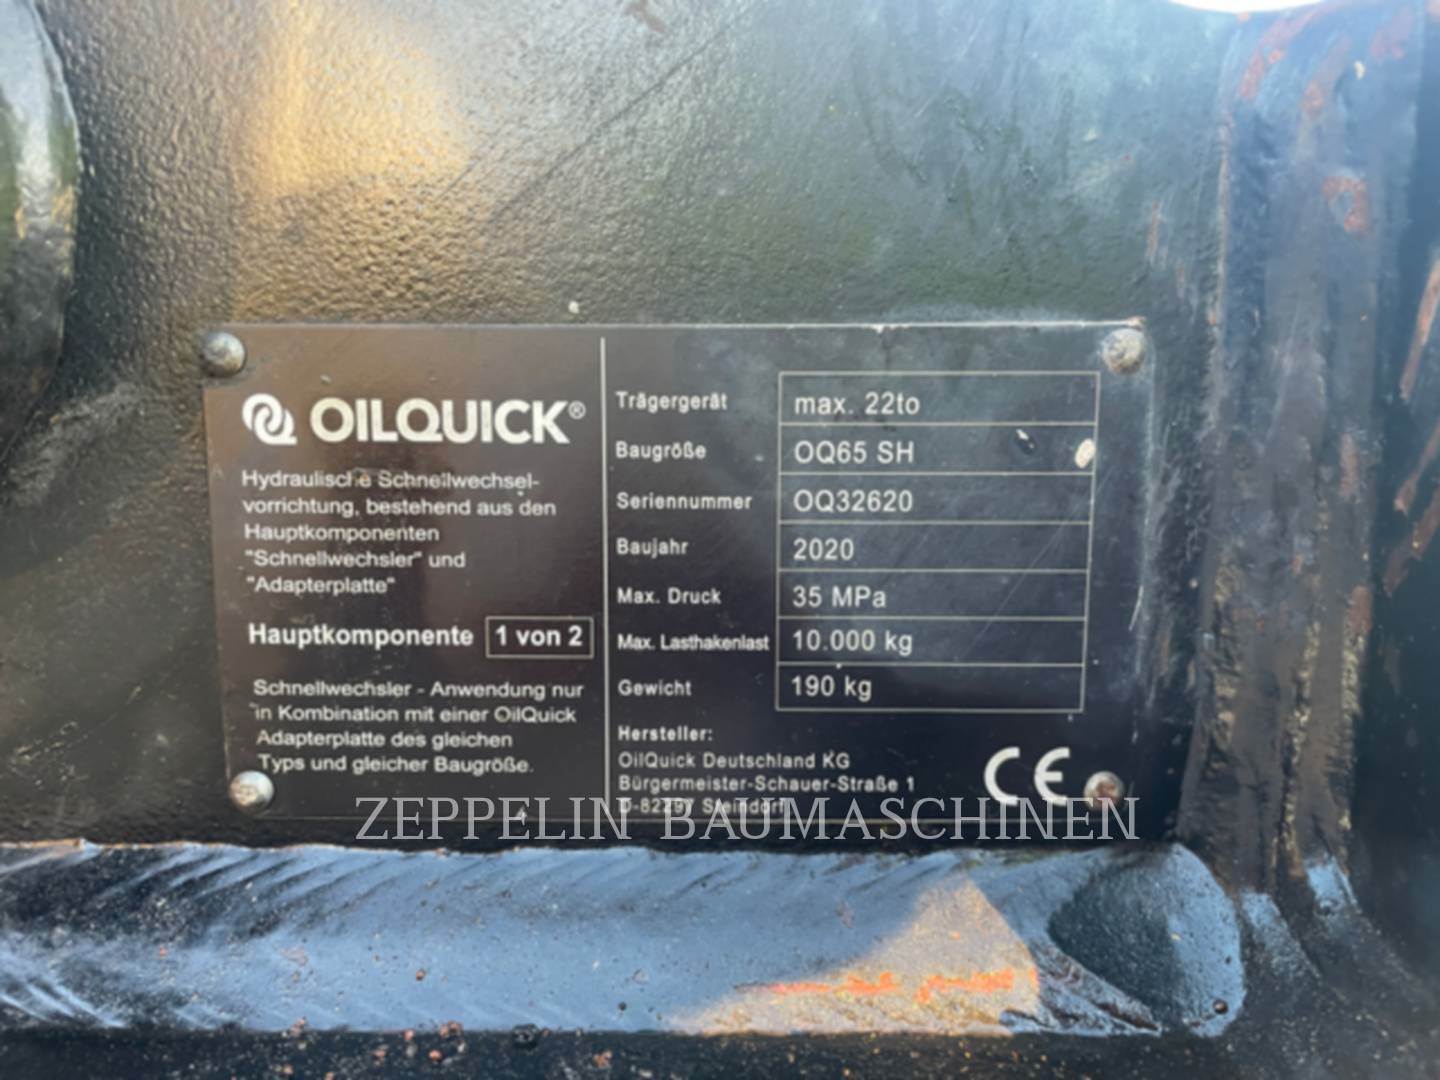 OILQUICK®
Hydraulische Schnellwechsel-
vorrichtung, bestehend aus den
Hauptkomponenten
"Schnellwechsler" und
"Adapterplatte"
Hauptkomponente 1 von 2
Schnellwechsler - Anwendung nur
in Kombination mit einer OilQuick
Adapterplatte des gleichen
Typs und gleicher Baugröße.
Trägergerät max. 22to
Baugröße OQ65 SH
Seriennummer OQ32620
Baujahr 2020
Max. Druck 35 MPa
Max. Lasthakenlast 10.000 kg
Gewicht 190 kg
Hersteller:
OilQuick Deutschland KG
Bürgermeister-Schauer-Straße 1
D-82297 Steindorf
CE
ZEPPELIN BAUMASCHINEN